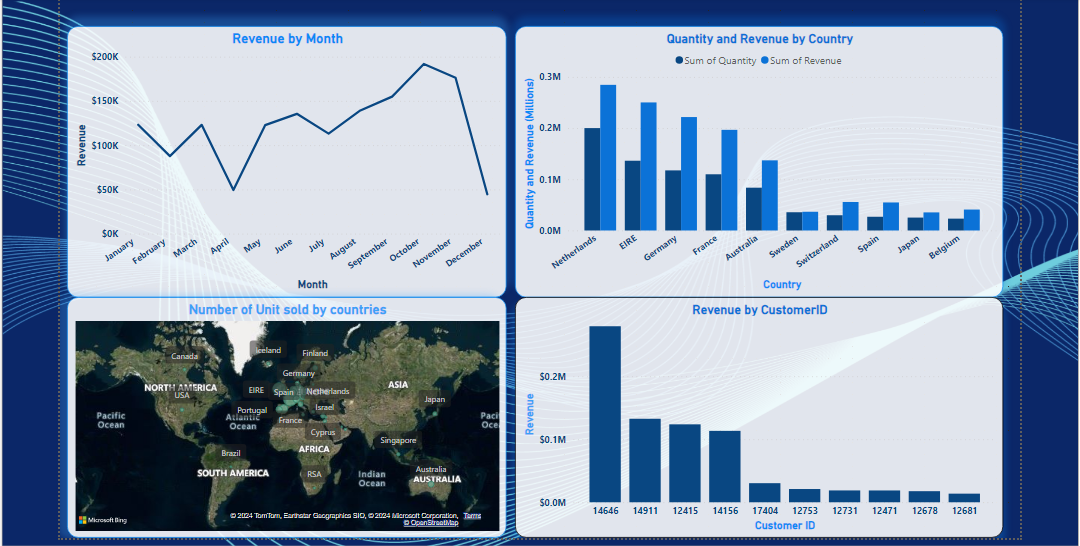 Revenue by Month
$200K
$150K
$100K
$50K
$0K
Revenue
January
February
March
April
May
June
July
August
September
October
November
December
Month
Quantity and Revenue by Country
Sum of Quantity Sum of Revenue
0.3M
0.2M
0.1M
0.0M
Quantity and Revenue (Millions)
Netherlands
EIRE
Germany
France
Australia
Sweden
Switzerland
Spain
Japan
Belgium
Country
Number of Unit sold by countries
Iceland
Canada
Finland
Germany
NORTH AMERICA
ASIA
USA
EIRE
Spain
Netherlands
Japan
Portugal
Israel
Pacific
Ocean
Atlantic
Ocean
France
Cyprus
Singapore
AFRICA
Brazil
SOUTH AMERICA
RSA
Indian
Ocean
Australia
AUSTRALIA
Microsoft Bing
© 2024 TomTom, Earthstar Geographics SIO, © 2024 Microsoft Corporation, Terms
© OpenStreetMap
Revenue by CustomerID
$0.2M
$0.1M
$0.0M
Revenue
14646 14911 12415 14156 17404 12753 12731 12471 12678 12681
Customer ID